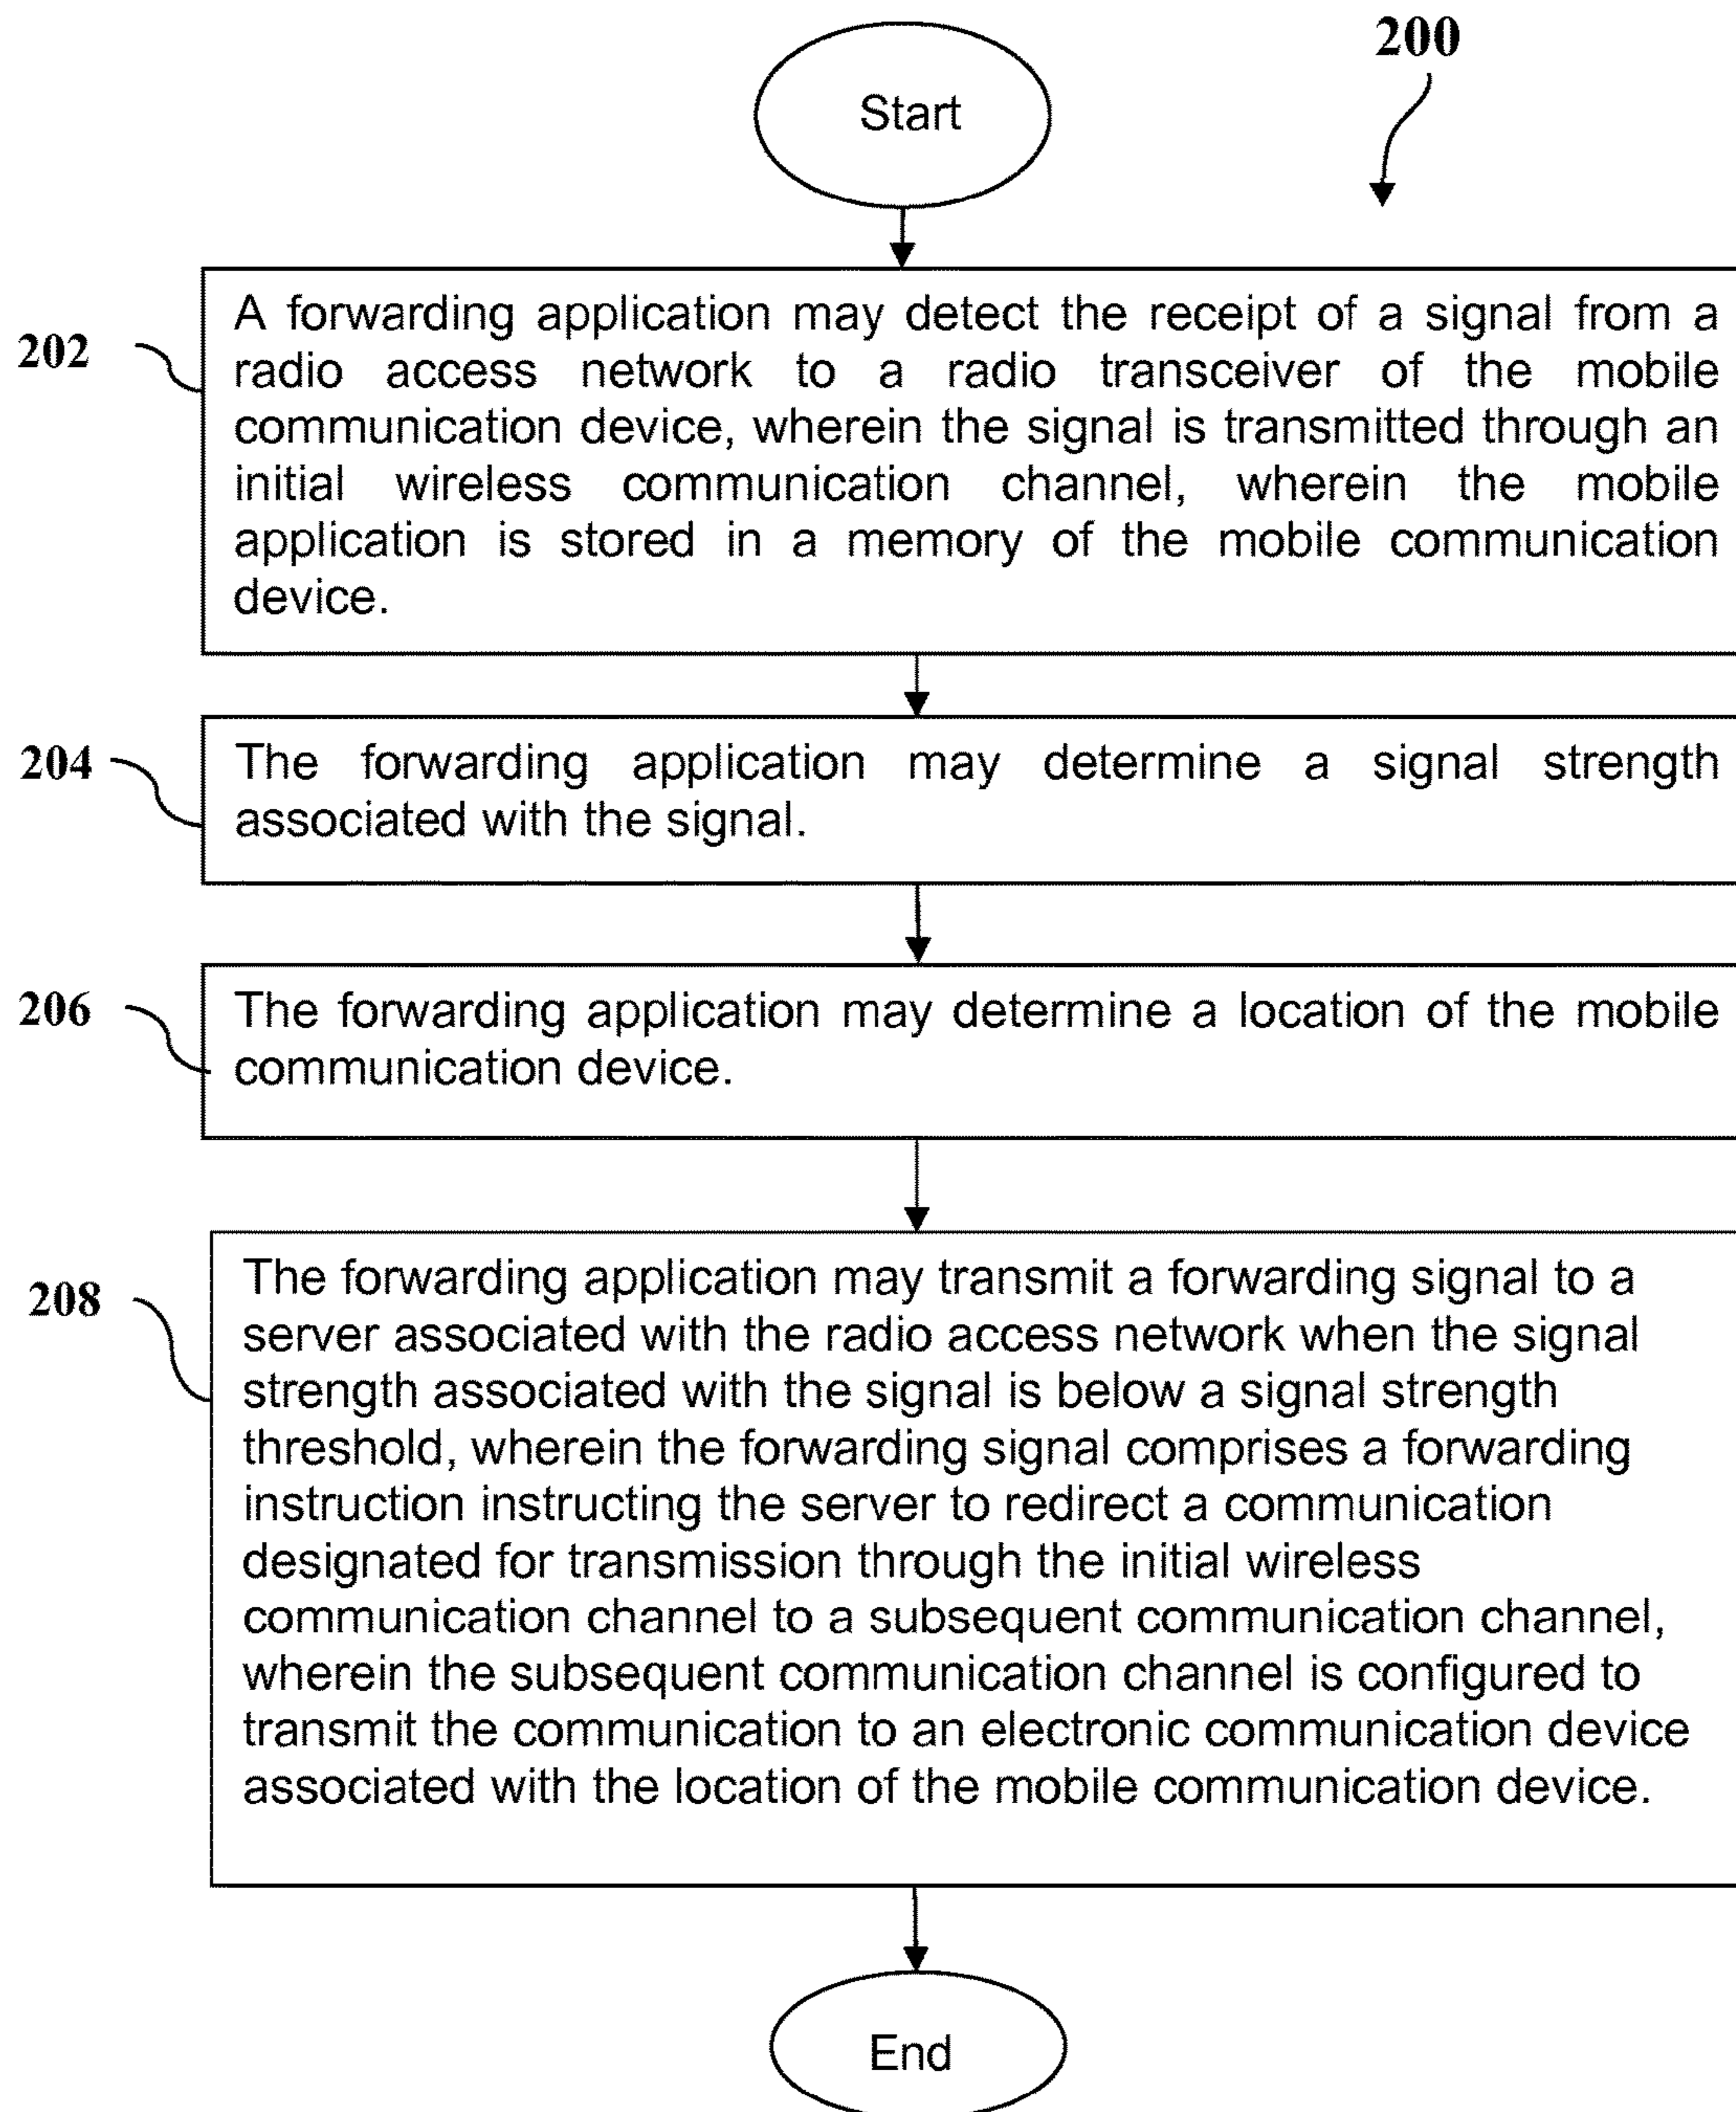 200
Start
202
A forwarding application may detect the receipt of a signal from a
radio access network to a radio transceiver of the mobile
communication device, wherein the signal is transmitted through an
initial wireless communication channel, wherein the mobile
application is stored in a memory of the mobile communication
device.
204
The forwarding application may determine a signal strength
associated with the signal.
206
The forwarding application may determine a location of the mobile
communication device.
208
The forwarding application may transmit a forwarding signal to a
server associated with the radio access network when the signal
strength associated with the signal is below a signal strength
threshold, wherein the forwarding signal comprises a forwarding
instruction instructing the server to redirect a communication
designated for transmission through the initial wireless
communication channel to a subsequent communication channel,
wherein the subsequent communication channel is configured to
transmit the communication to an electronic communication device
associated with the location of the mobile communication device.
End